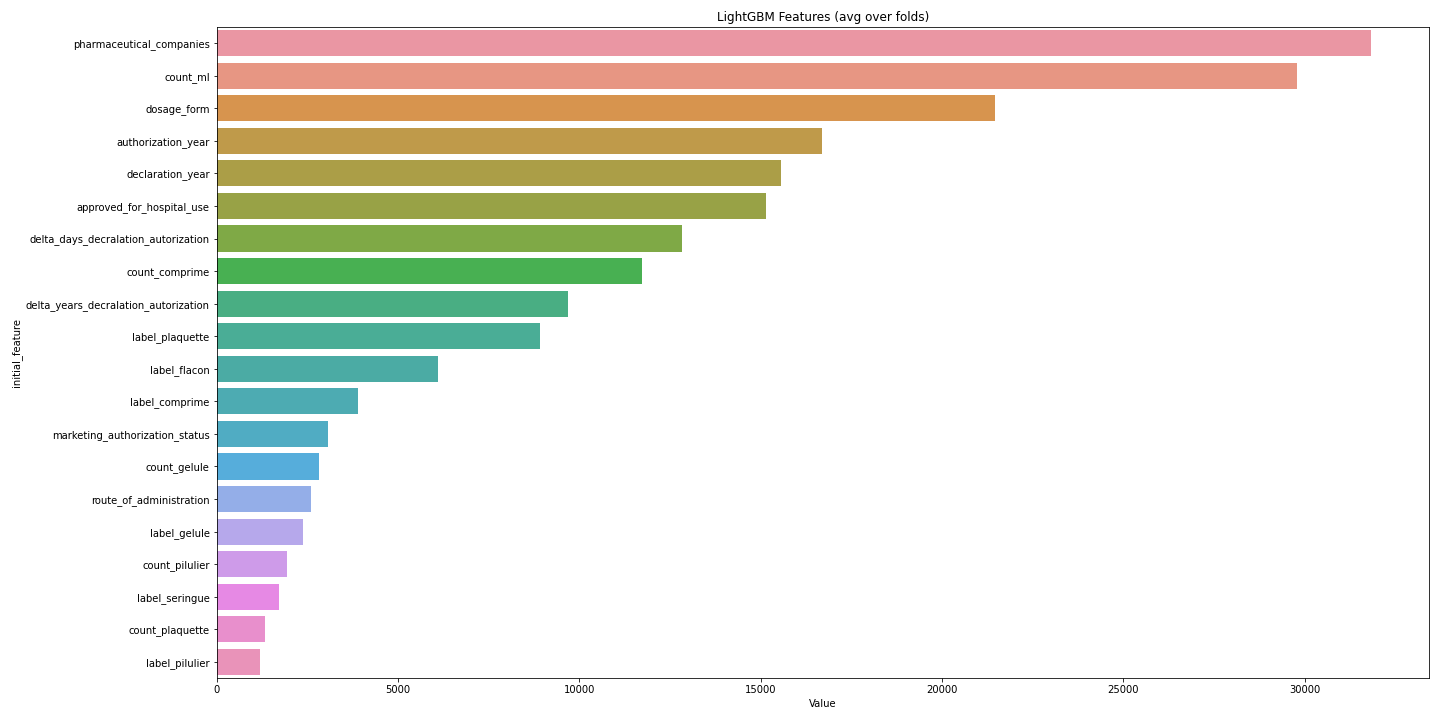 LightGBM Features (avg over folds)
pharmaceutical_companies
count_ml
dosage_form
authorization_year
declaration_year
approved_for_hospital_use
delta_days_decralation_autorization
count_comprime
delta_years_decralation_autorization
label_plaquette
label_flacon
label_comprime
marketing_authorization_status
count_gelule
route_of_administration
label_gelule
count_pilulier
label_seringue
count_plaquette
label_pilulier
initial_feature
0 5000 10000 15000 20000 25000 30000
Value